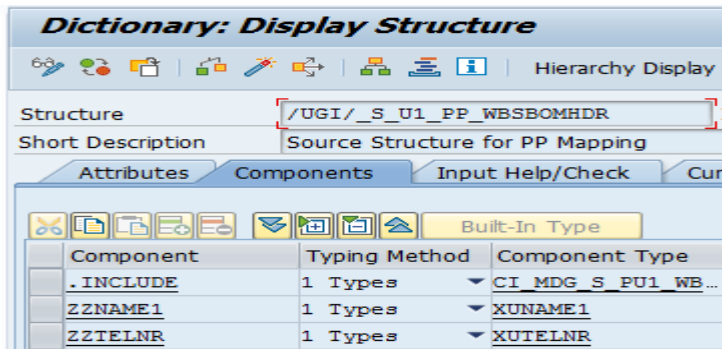 Dictionary: Display Structure
Hierarchy Display
Structure /UGI/_S_U1_PP_WBSBOMHDR
Short Description Source Structure for PP Mapping
Attributes Components Input Help/Check Cur
Built-In Type
Component Typing Method Component Type
.INCLUDE 1 Types CI_MDG_S_PU1_WB…
ZZNAME1 1 Types XUNAME1
ZZTELNR 1 Types XUTELNR